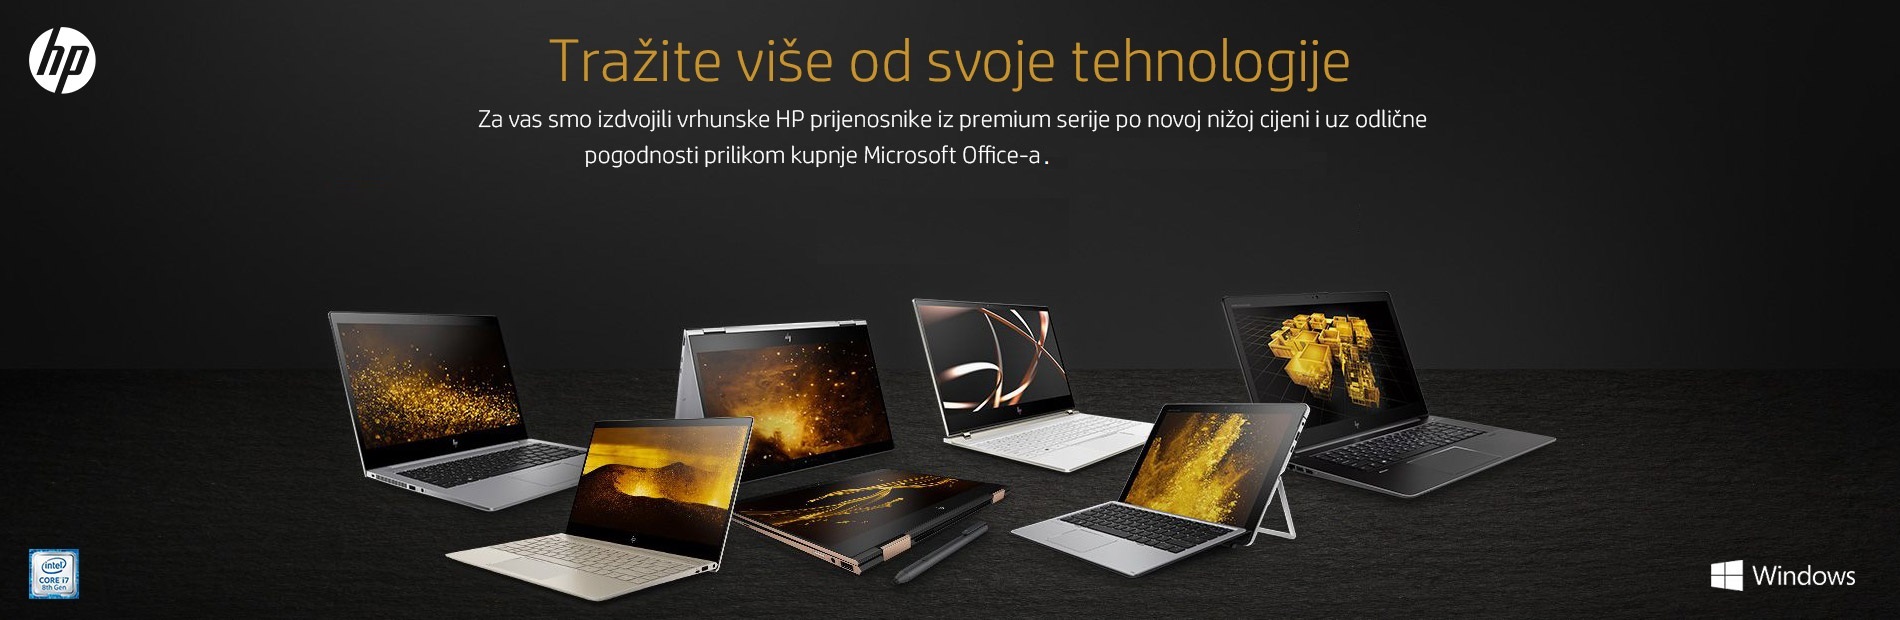 hp
Tražite više od svoje tehnologije
Za vas smo izdvojili vrhunske HP prijenosnike iz premium serije po novoj nižoj cijeni i uz odlične
pogodnosti prilikom kupnje Microsoft Office-a.
intel
CORE i7
8th Gen
Windows